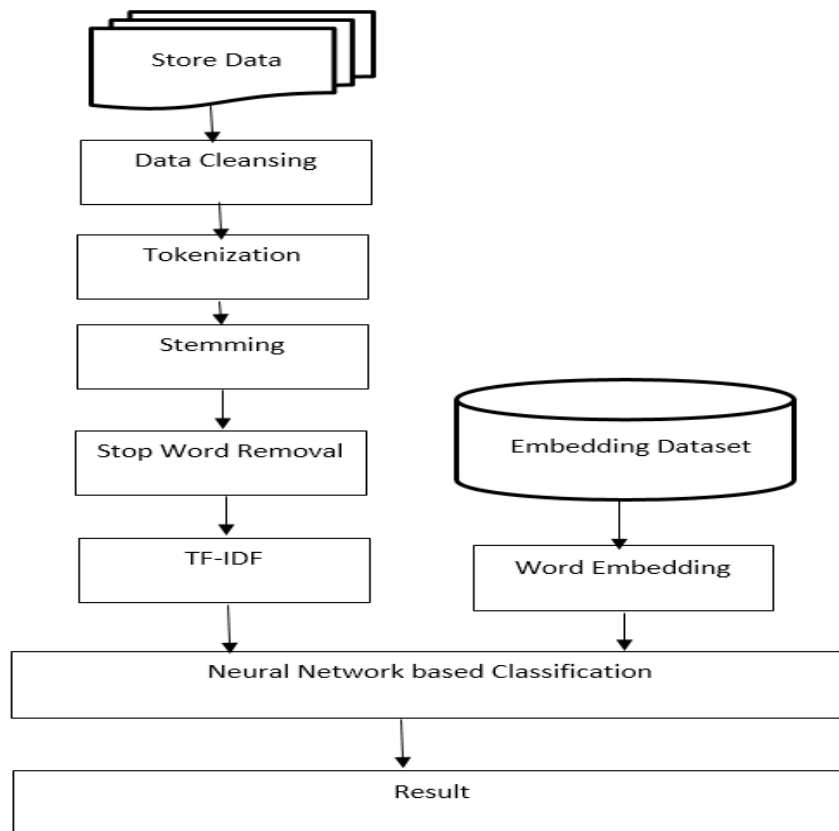 Store Data
Data Cleansing
Tokenization
Stemming
Stop Word Removal
TF-IDF
Embedding Dataset
Word Embedding
Neural Network based Classification
Result